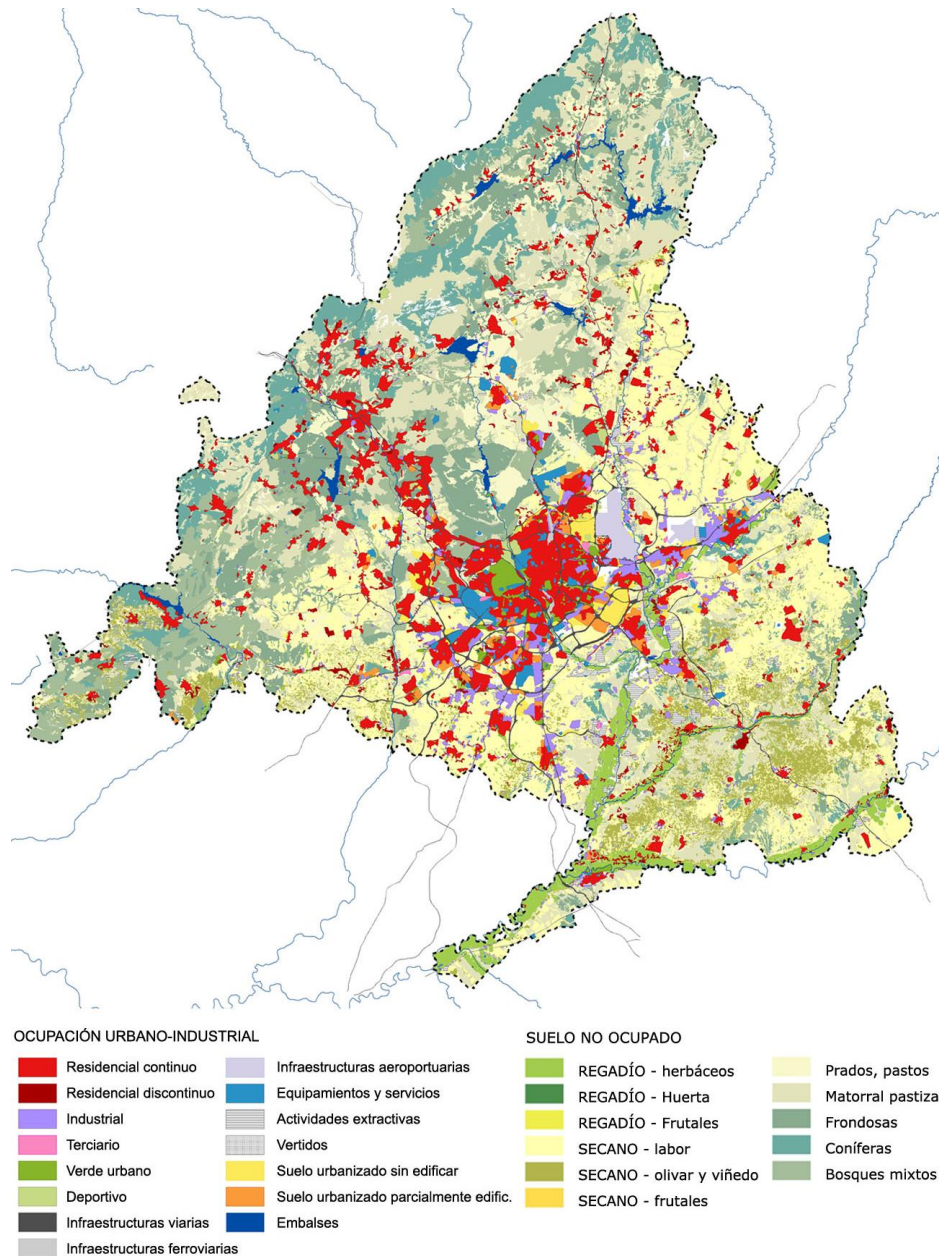 OCUPACIÓN URBANO-INDUSTRIAL
Residencial continuo
Residencial discontinuo
Industrial
Terciario
Verde urbano
Deportivo
Infraestructuras viarias
Infraestructuras ferroviarias
Infraestructuras aeroportuarias
Equipamientos y servicios
Actividades extractivas
Vertidos
Suelo urbanizado sin edificar
Suelo urbanizado parcialmente edific.
Embalses
SUELO NO OCUPADO
REGADÍO - herbáceos
REGADÍO - Huerta
REGADÍO - Frutales
SECANO - labor
SECANO - olivar y viñedo
SECANO - frutales
Prados, pastos
Matorral pastiza
Frondosas
Coníferas
Bosques mixtos